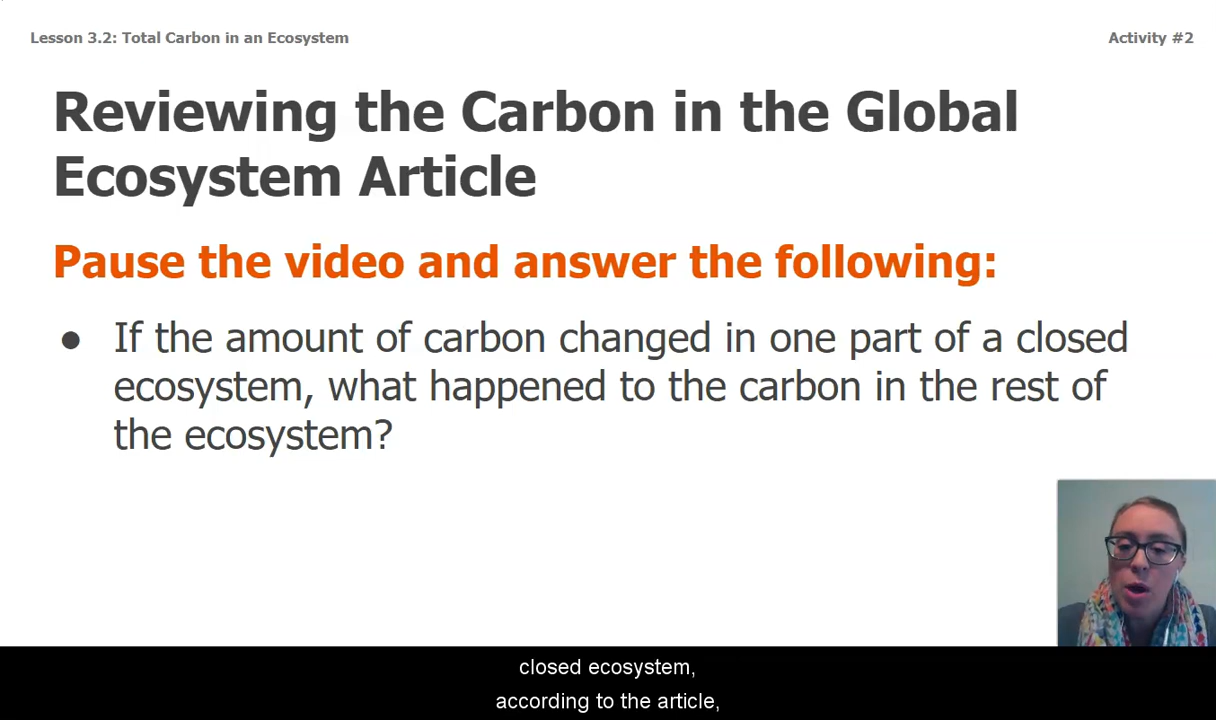 Lesson 3.2: Total Carbon in an Ecosystem
Activity #2
Reviewing the Carbon in the Global
Ecosystem Article
Pause the video and answer the following:
● If the amount of carbon changed in one part of a closed
ecosystem, what happened to the carbon in the rest of
the ecosystem?
closed ecosystem,
according to the article,